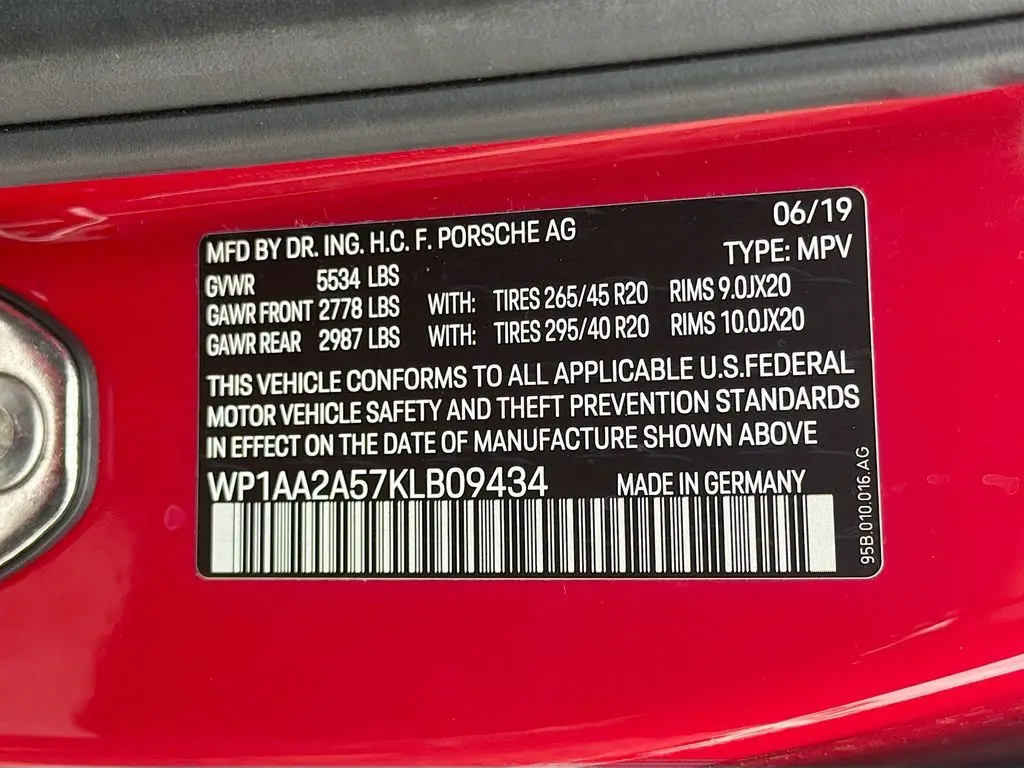 06/19
MFD BY DR. ING. H.C. F. PORSCHE AG
TYPE: MPV
GVWR 5534 LBS
GAWR FRONT 2778 LBS WITH: TIRES 265/45 R20 RIMS 9.0JX20
GAWR REAR 2987 LBS WITH: TIRES 295/40 R20 RIMS 10.0JX20
THIS VEHICLE CONFORMS TO ALL APPLICABLE U.S.FEDERAL
MOTOR VEHICLE SAFETY AND THEFT PREVENTION STANDARDS
IN EFFECT ON THE DATE OF MANUFACTURE SHOWN ABOVE
WP1AA2A57KLB09434 MADE IN GERMANY
95B.010.016.AG